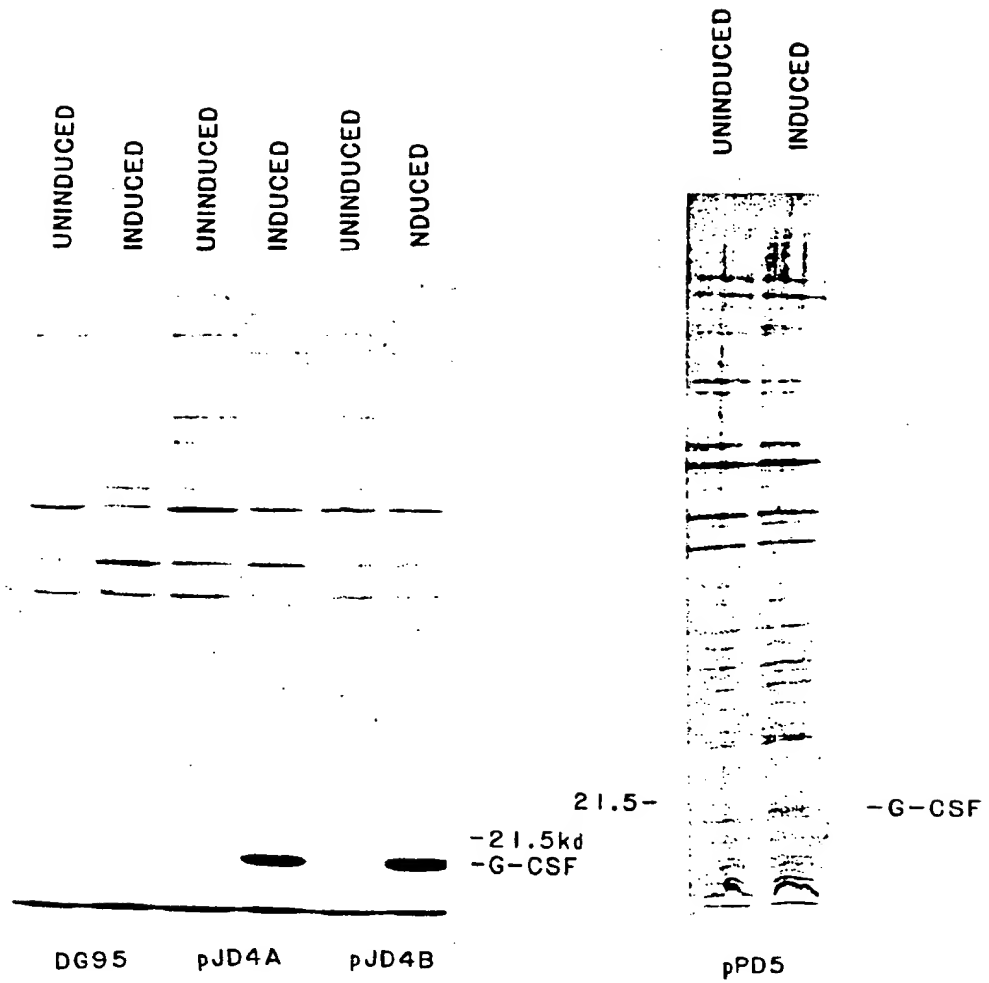 UNINDUCED
INDUCED
UNINDUCED
INDUCED
UNINDUCED
NDUCED
UNINDUCED
INDUCED
21.5-
-G-CSF
-21.5kd
-G-CSF
DG95
pJD4A
pJD4B
pPD5